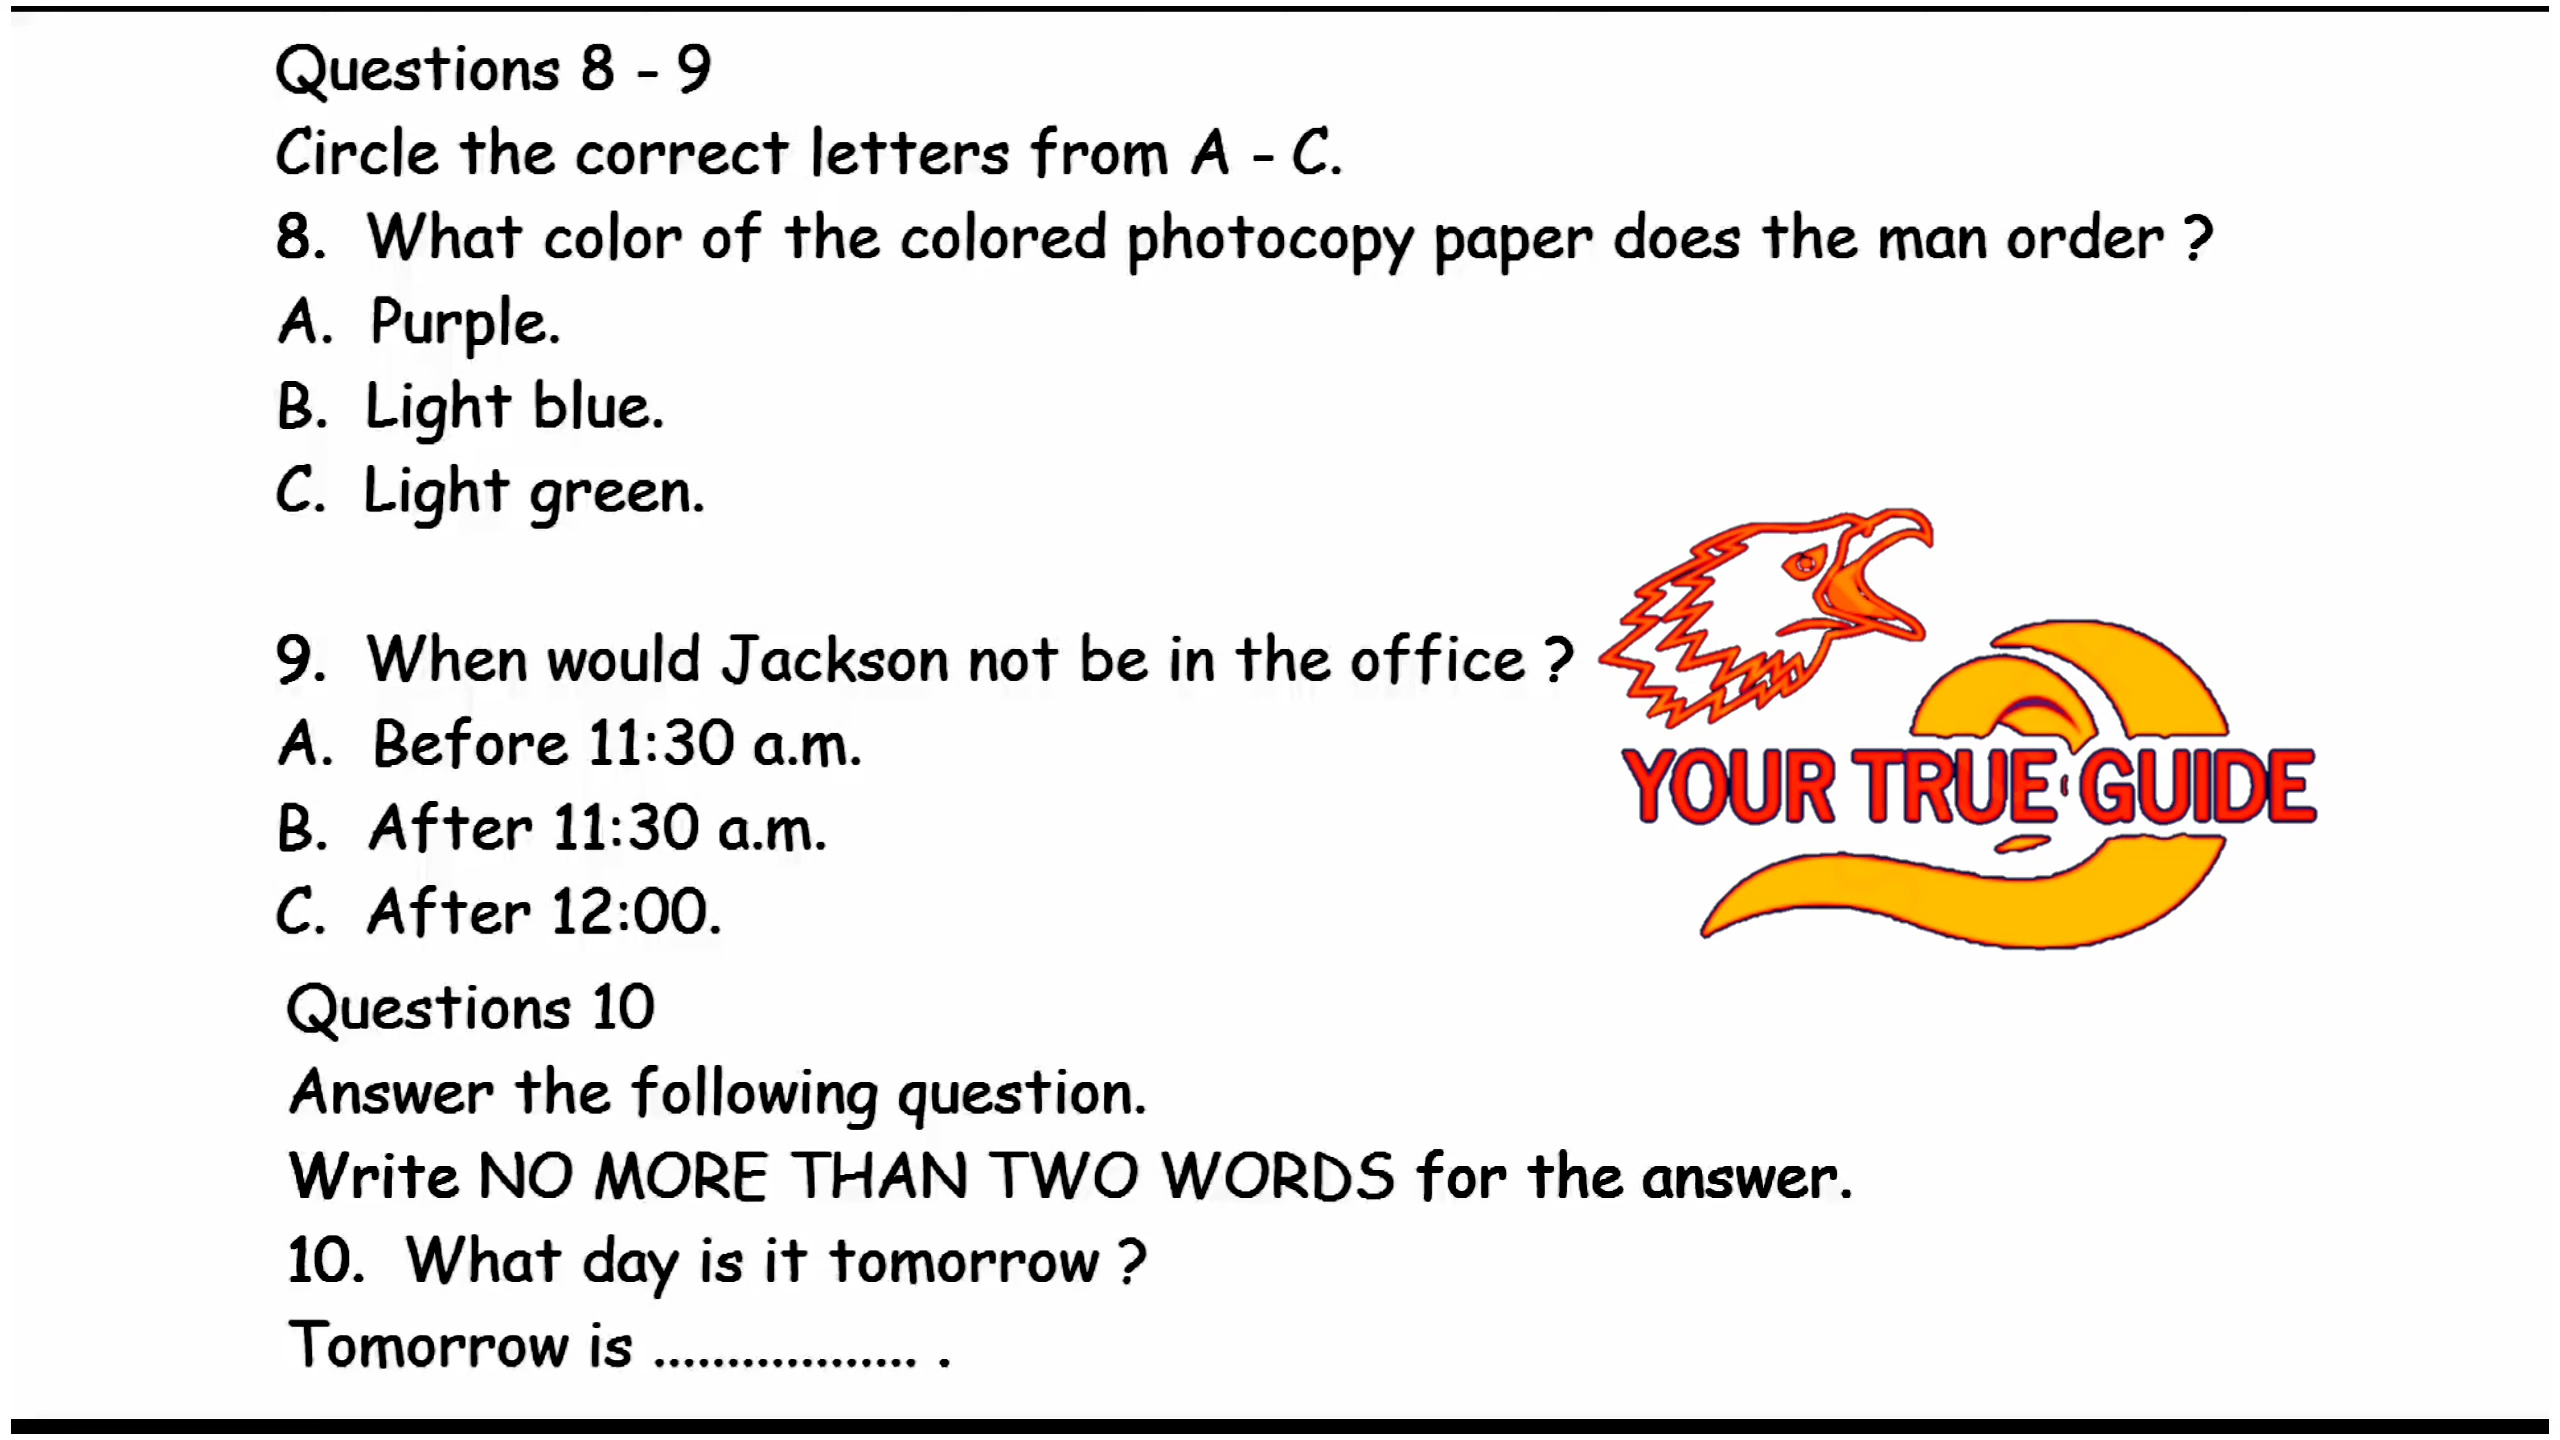 Questions 8 - 9
Circle the correct letters from A - C.
8. What color of the colored photocopy paper does the man order ?
A. Purple.
B. Light blue.
C. Light green.
9. When would Jackson not be in the office ?
A. Before 11:30 a.m.
B. After 11:30 a.m.
C. After 12:00.
YOUR TRUE GUIDE
Questions 10
Answer the following question.
Write NO MORE THAN TWO WORDS for the answer.
10. What day is it tomorrow ?
Tomorrow is .................. .